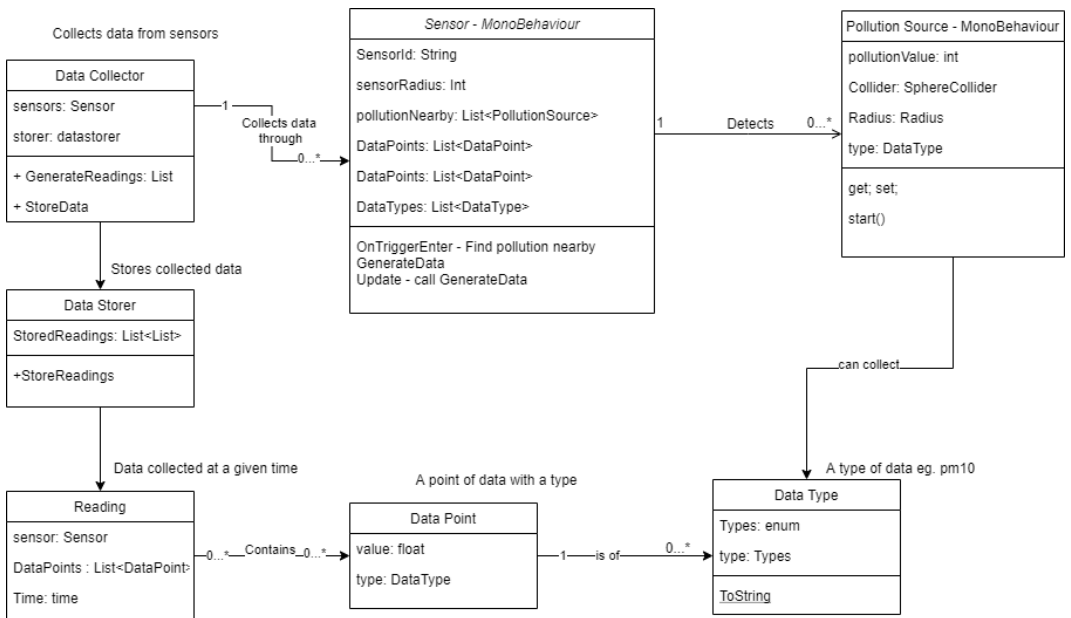 Collects data from sensors
Data Collector
sensors: Sensor
storer: datastorer
+ GenerateReadings: List
+ StoreData
1
Collects data
through
0...*
Sensor - MonoBehaviour
SensorId: String
sensorRadius: Int
pollutionNearby: List<PollutionSource>
DataPoints: List<DataPoint>
DataPoints: List<DataPoint>
DataTypes: List<DataType>
OnTriggerEnter - Find pollution nearby
GenerateData
Update - call GenerateData
1
Detects
0...*
Pollution Source - MonoBehaviour
pollutionValue: int
Collider: SphereCollider
Radius: Radius
type: DataType
get; set;
start()
Stores collected data
Data Storer
StoredReadings: List<List>
+StoreReadings
can collect
Data collected at a given time
Reading
sensor: Sensor
DataPoints : List<DataPoint>
Time: time
0...*
Contains
0...*
A point of data with a type
Data Point
value: float
type: DataType
1
is of
0...*
A type of data eg. pm10
Data Type
Types: enum
type: Types
ToString